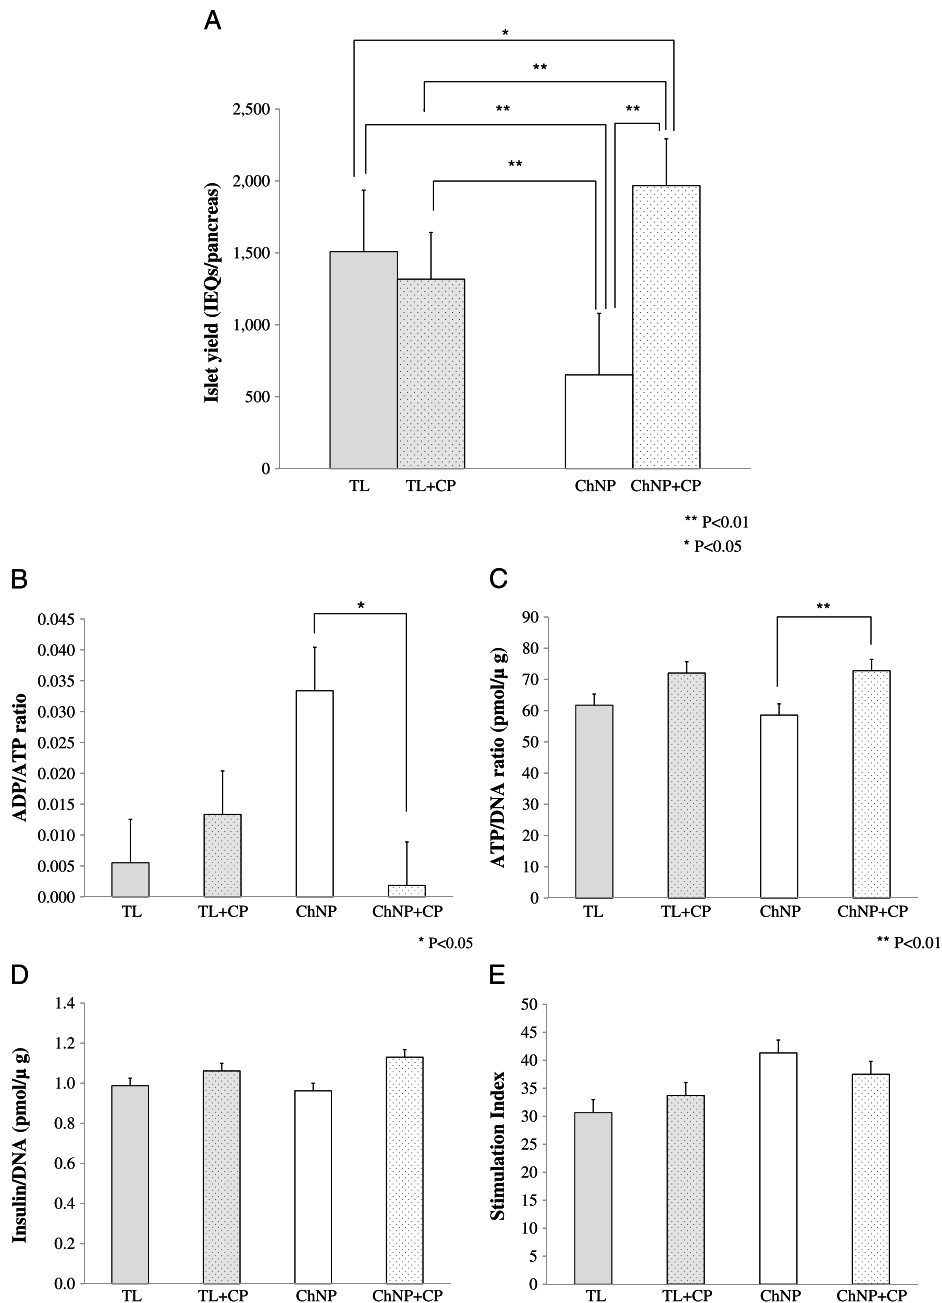 A
*
**
**
**
**
2,500
2,000
1,500
1,000
500
0
Islet yield (IEQs/pancreas)
TL TL+CP ChNP ChNP+CP
** P<0.01
* P<0.05
B
0.045
0.040
0.035
0.030
0.025
0.020
0.015
0.010
0.005
0.000
ADP/ATP ratio
*
TL TL+CP ChNP ChNP+CP
* P<0.05
C
90
80
70
60
50
40
30
20
10
0
ATP/DNA ratio (pmol/µ g)
**
TL TL+CP ChNP ChNP+CP
** P<0.01
D
1.4
1.2
1.0
0.8
0.6
0.4
0.2
0.0
Insulin/DNA (pmol/µ g)
TL TL+CP ChNP ChNP+CP
E
50
45
40
35
30
25
20
15
10
5
0
Stimulation Index
TL TL+CP ChNP ChNP+CP